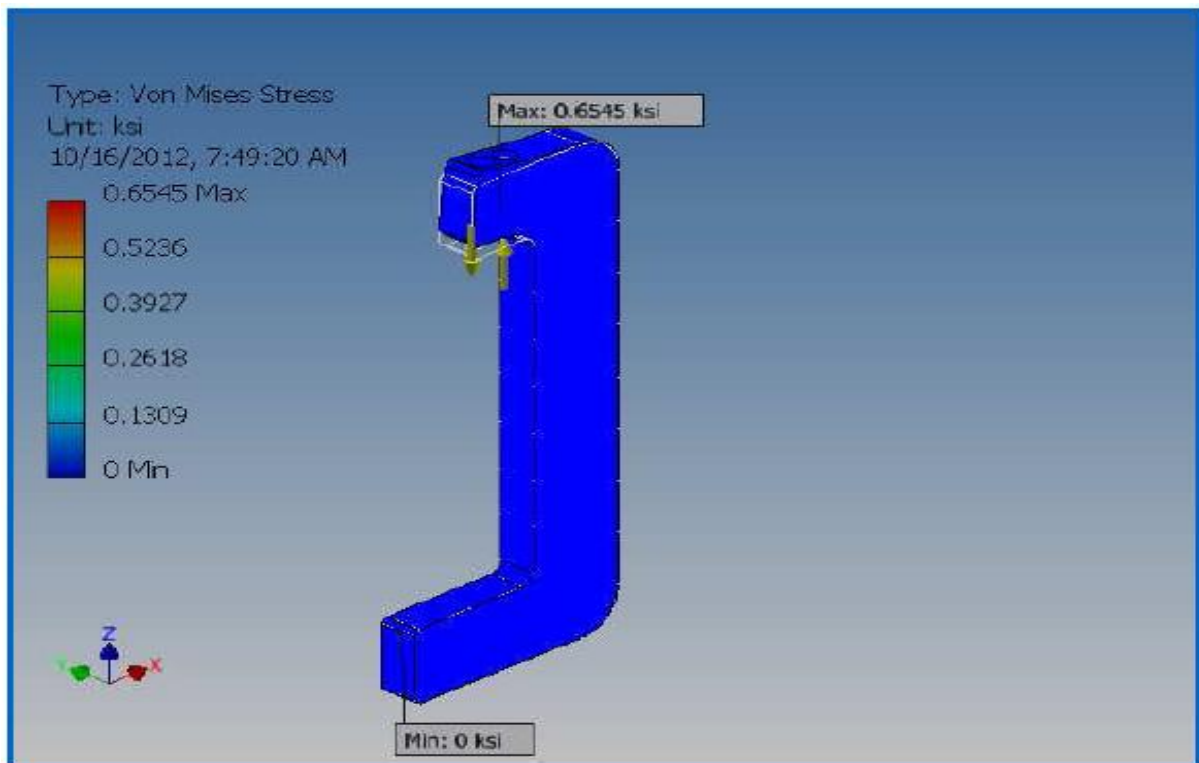 Type: Von Mises Stress
Unit: ksi
10/16/2012, 7:49:20 AM
0.6545 Max
0.5236
0.3927
0.2618
0.1309
0 Min
Max: 0.6545 ksi
Z
Y
X
Min: 0 ksi